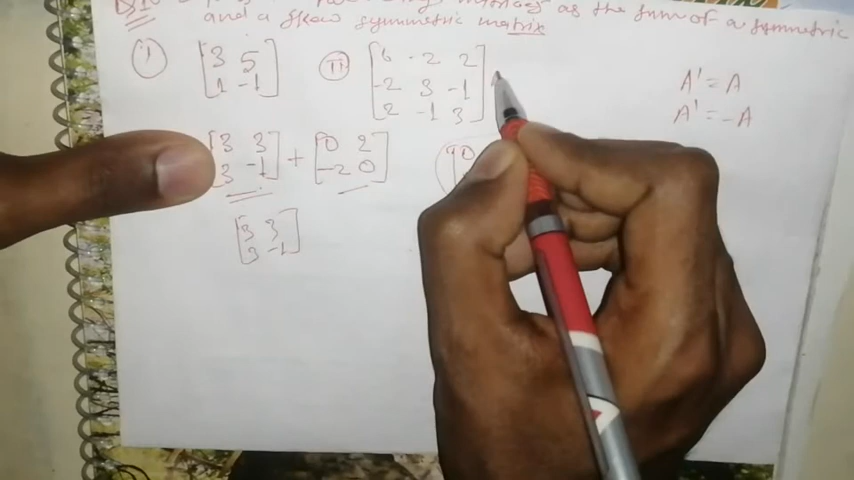 as the sum of a symmetric
and a skew symmetric matrix
(i) [3 5 (ii) [6 -2 2
1 -1] -2 3 -1
2 -1 3]
A' = A
A' = -A
[3 3 + [0 2
3 -1] -2 0]
[3 3
3 -1]